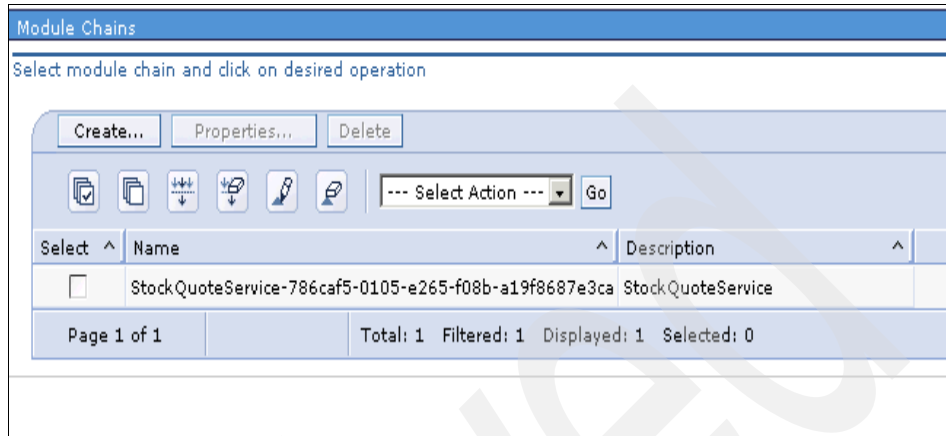 Module Chains
Select module chain and click on desired operation
Create... Properties... Delete
--- Select Action --- Go
Select ^ Name ^ Description ^
StockQuoteService-786caf5-0105-e265-f08b-a19f8687e3ca StockQuoteService
Page 1 of 1 Total: 1 Filtered: 1 Displayed: 1 Selected: 0